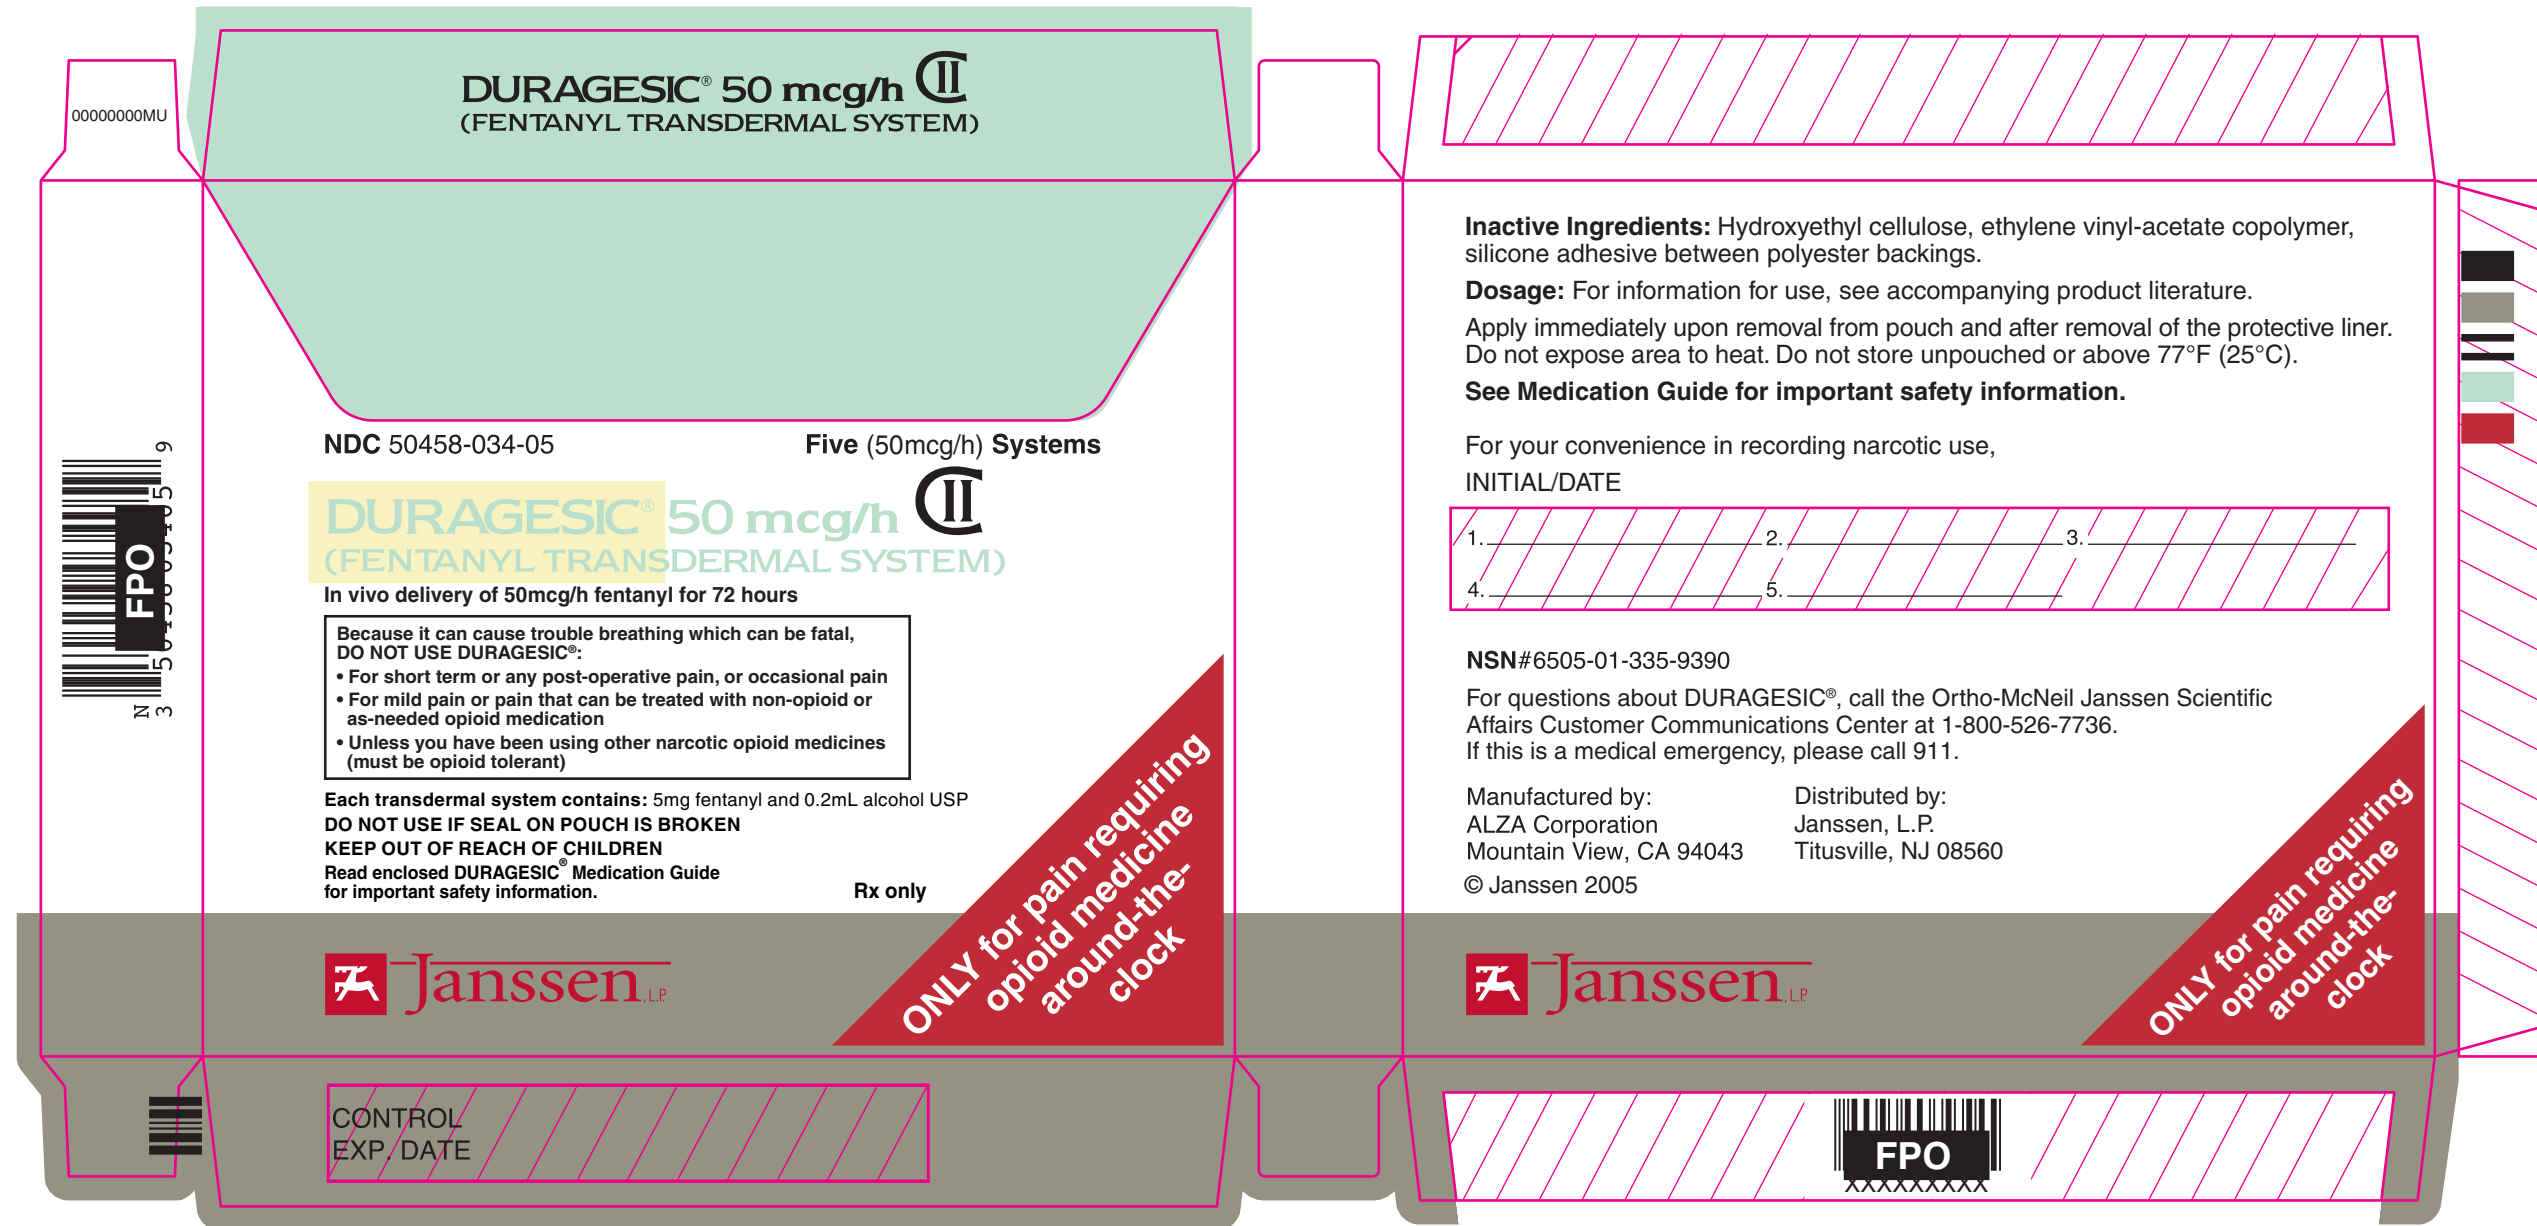 00000000MU
DURAGESIC® 50 mcg/h CII
(FENTANYL TRANSDERMAL SYSTEM)
NDC 50458-034-05
Five (50mcg/h) Systems
DURAGESIC® 50 mcg/h CII
(FENTANYL TRANSDERMAL SYSTEM)
In vivo delivery of 50mcg/h fentanyl for 72 hours
Because it can cause trouble breathing which can be fatal,
DO NOT USE DURAGESIC®:
• For short term or any post-operative pain, or occasional pain
• For mild pain or pain that can be treated with non-opioid or
as-needed opioid medication
• Unless you have been using other narcotic opioid medicines
(must be opioid tolerant)
Each transdermal system contains: 5mg fentanyl and 0.2mL alcohol USP
DO NOT USE IF SEAL ON POUCH IS BROKEN
KEEP OUT OF REACH OF CHILDREN
Read enclosed DURAGESIC® Medication Guide
for important safety information.
Rx only
Janssen, L.P.
ONLY for pain requiring
opioid medicine
around-the-
clock
CONTROL
EXP. DATE
FPO
N
3
9
Inactive Ingredients: Hydroxyethyl cellulose, ethylene vinyl-acetate copolymer,
silicone adhesive between polyester backings.
Dosage: For information for use, see accompanying product literature.
Apply immediately upon removal from pouch and after removal of the protective liner.
Do not expose area to heat. Do not store unpouched or above 77°F (25°C).
See Medication Guide for important safety information.
For your convenience in recording narcotic use,
INITIAL/DATE
1. 2. 3.
4. 5.
NSN#6505-01-335-9390
For questions about DURAGESIC®, call the Ortho-McNeil Janssen Scientific
Affairs Customer Communications Center at 1-800-526-7736.
If this is a medical emergency, please call 911.
Manufactured by:
ALZA Corporation
Mountain View, CA 94043
Distributed by:
Janssen, L.P.
Titusville, NJ 08560
© Janssen 2005
Janssen, L.P.
ONLY for pain requiring
opioid medicine
around-the-
clock
FPO
XXXXXXXXX